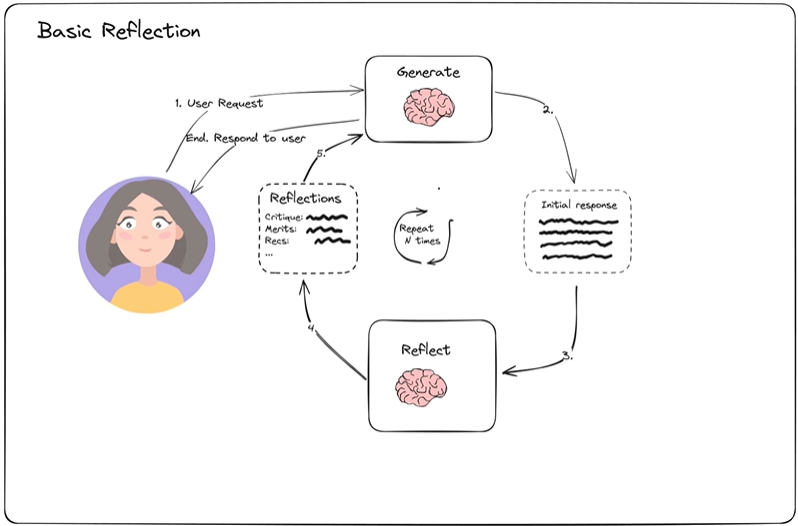 Basic Reflection
Generate
1. User Request
2.
End. Respond to user
5.
Reflections
Critique:
Merits:
Recs:
...
Repeat
N times
Initial response
4.
Reflect
3.